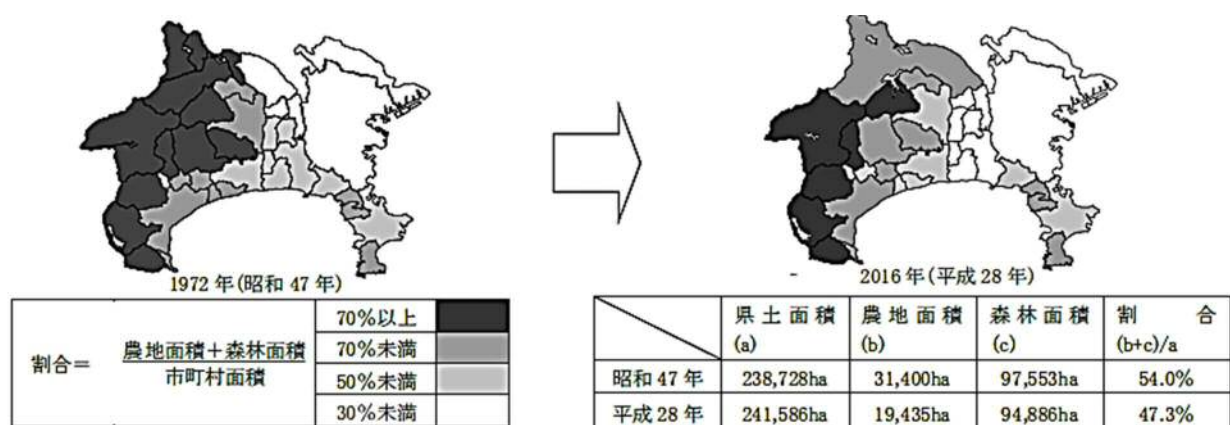 1972 年(昭和 47 年)
2016 年(平成 28 年)
割合＝
農地面積＋森林面積
市町村面積
70％以上
70％未満
50％未満
30％未満
県土面積 (a)
農地面積 (b)
森林面積 (c)
割合 (b+c)/a
昭和 47 年 238,728ha 31,400ha 97,553ha 54.0%
平成 28 年 241,586ha 19,435ha 94,886ha 47.3%